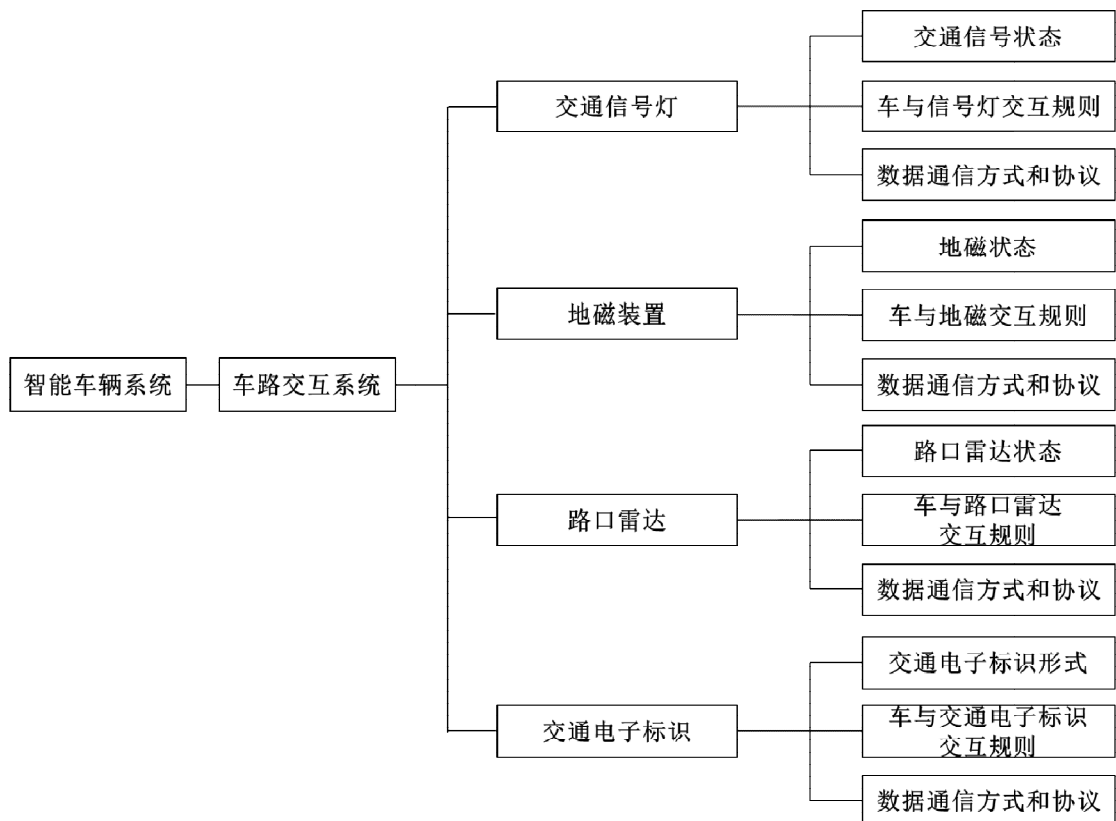 智能车辆系统
车路交互系统
交通信号灯
交通信号状态
车与信号灯交互规则
数据通信方式和协议
地磁装置
地磁状态
车与地磁交互规则
数据通信方式和协议
路口雷达
路口雷达状态
车与路口雷达
交互规则
数据通信方式和协议
交通电子标识
交通电子标识形式
车与交通电子标识
交互规则
数据通信方式和协议